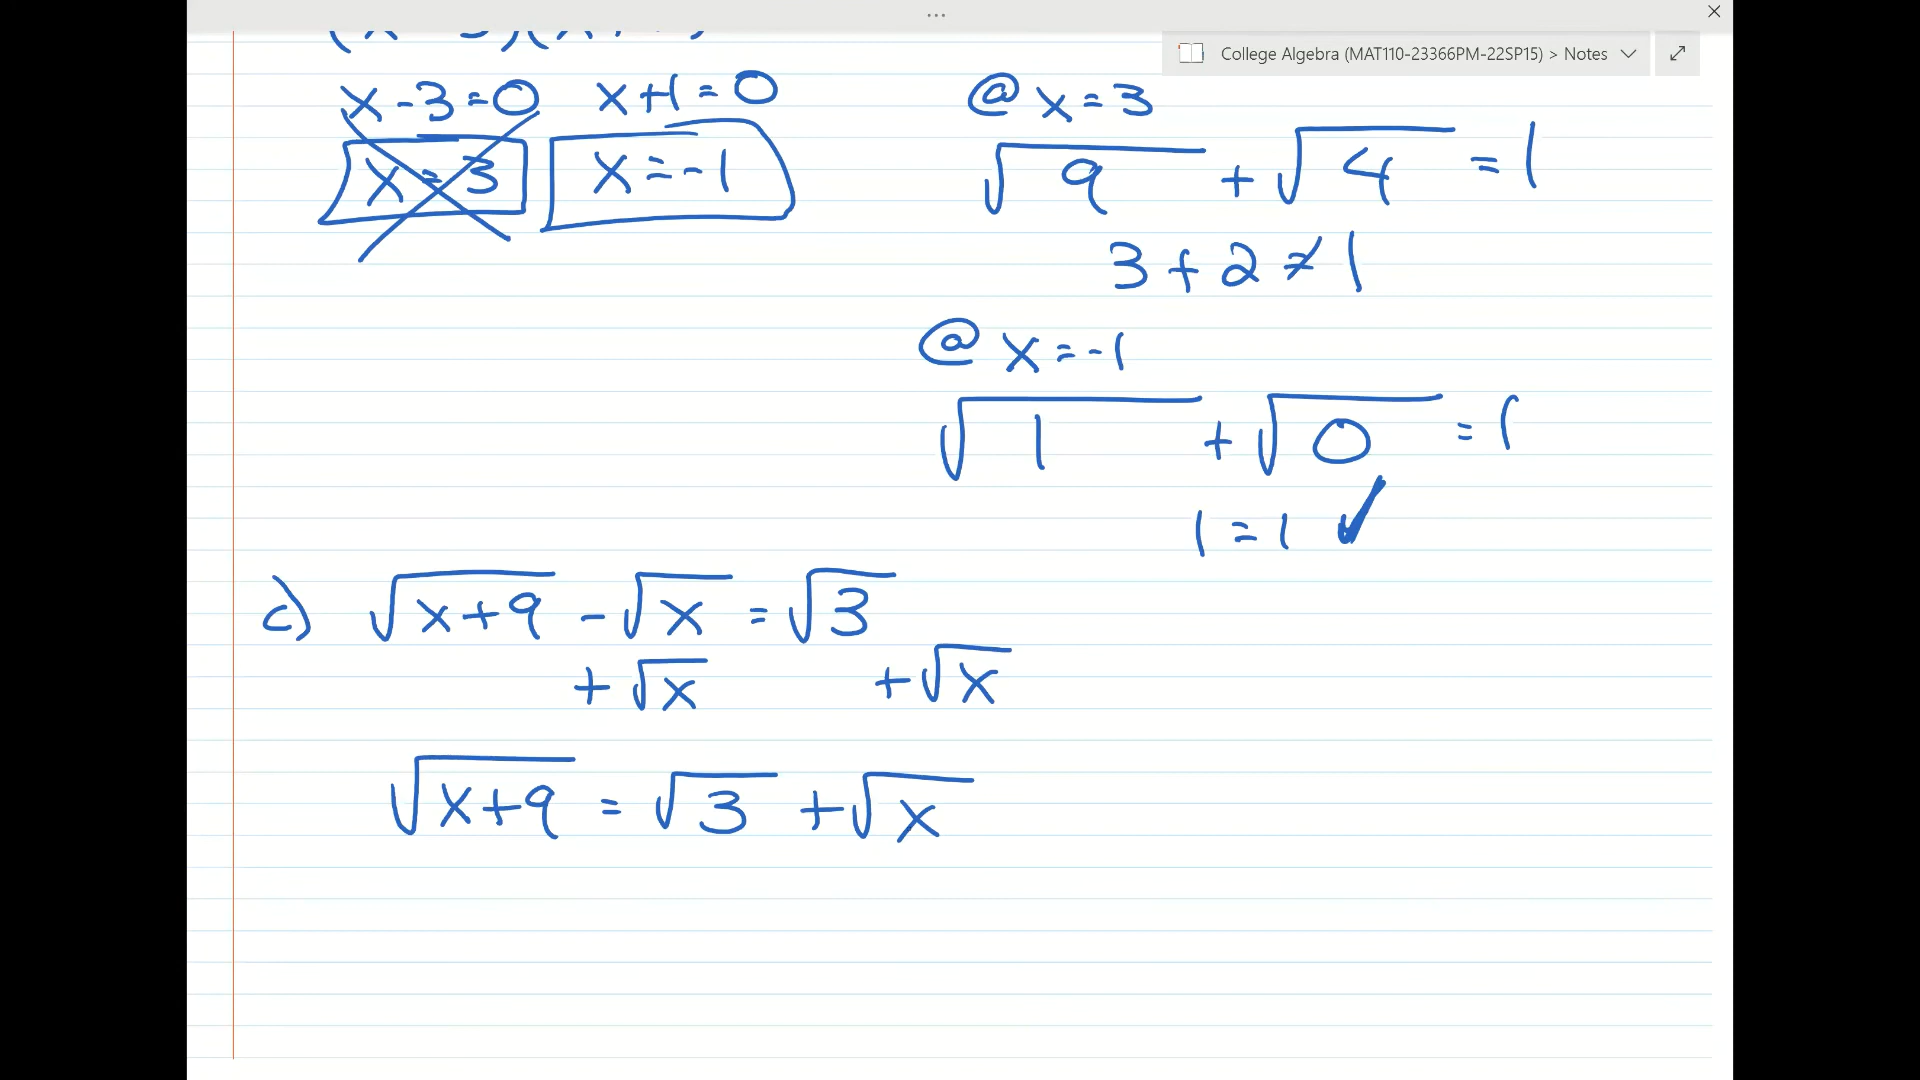 ...
College Algebra (MAT110-23366PM-22SP15) > Notes
x-3=0 x+1=0
x=3 x=-1
@ x=3
√9 + √4 = 1
3+2≠1
@ x=-1
√1 + √0 = 1
1=1 ✓
c) √(x+9) - √x = √3
+√x +√x
√(x+9) = √3 + √x